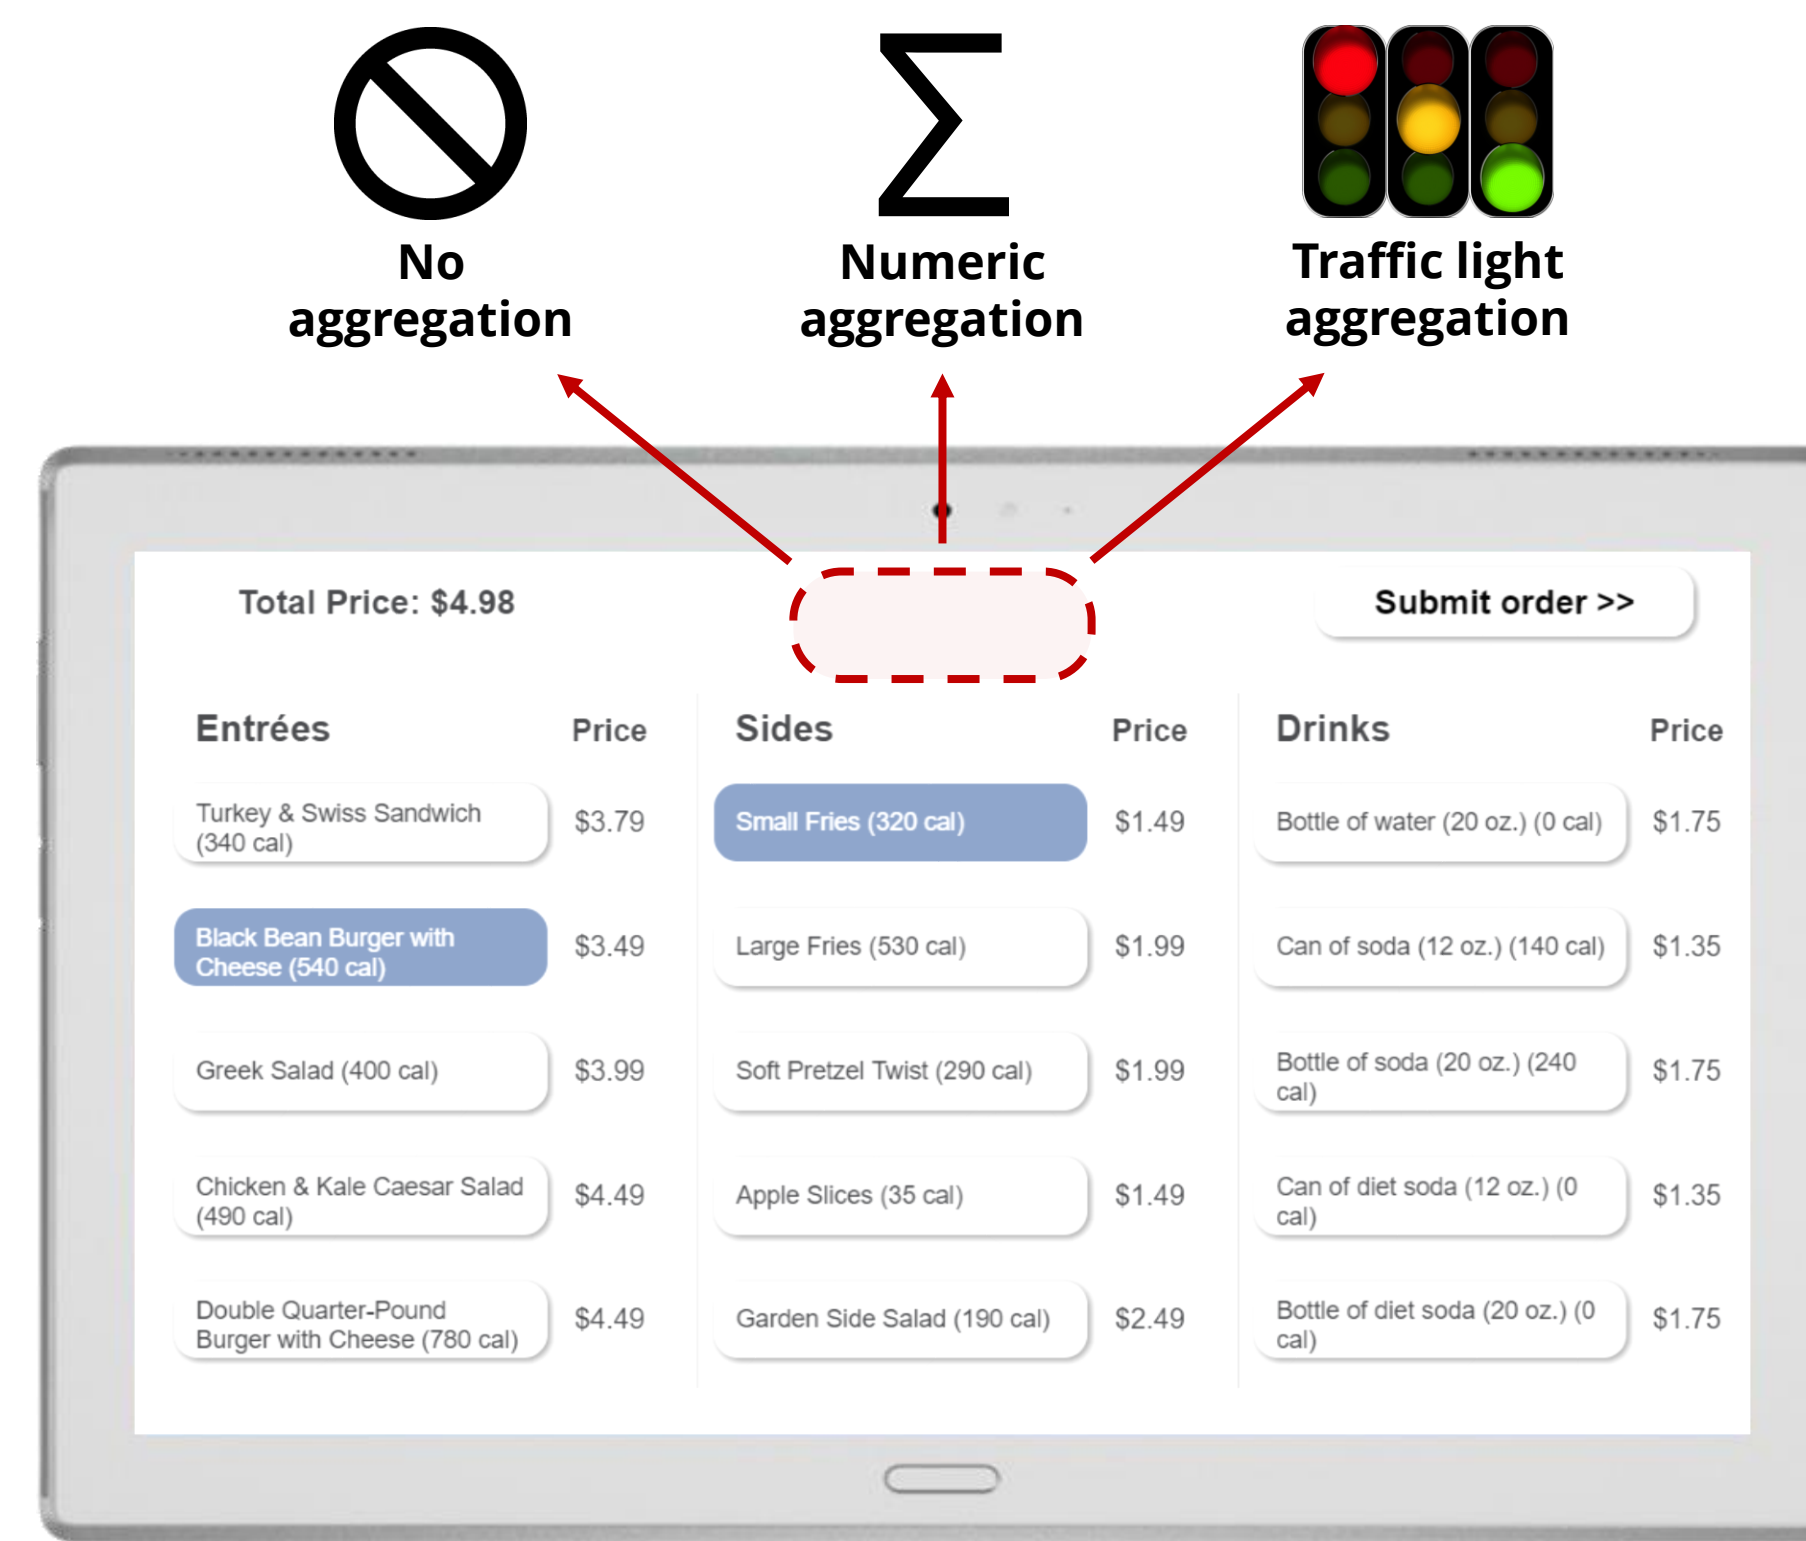 No
aggregation
Numeric
aggregation
Traffic light
aggregation
Total Price: $4.98
Submit order >>
Entrées Price
Turkey & Swiss Sandwich
(340 cal)
$3.79
Black Bean Burger with
Cheese (540 cal)
$3.49
Greek Salad (400 cal)
$3.99
Chicken & Kale Caesar Salad
(490 cal)
$4.49
Double Quarter-Pound
Burger with Cheese (780 cal)
$4.49
Sides Price
Small Fries (320 cal)
$1.49
Large Fries (530 cal)
$1.99
Soft Pretzel Twist (290 cal)
$1.99
Apple Slices (35 cal)
$1.49
Garden Side Salad (190 cal)
$2.49
Drinks Price
Bottle of water (20 oz.) (0 cal)
$1.75
Can of soda (12 oz.) (140 cal)
$1.35
Bottle of soda (20 oz.) (240
cal)
$1.75
Can of diet soda (12 oz.) (0
cal)
$1.35
Bottle of diet soda (20 oz.) (0
cal)
$1.75